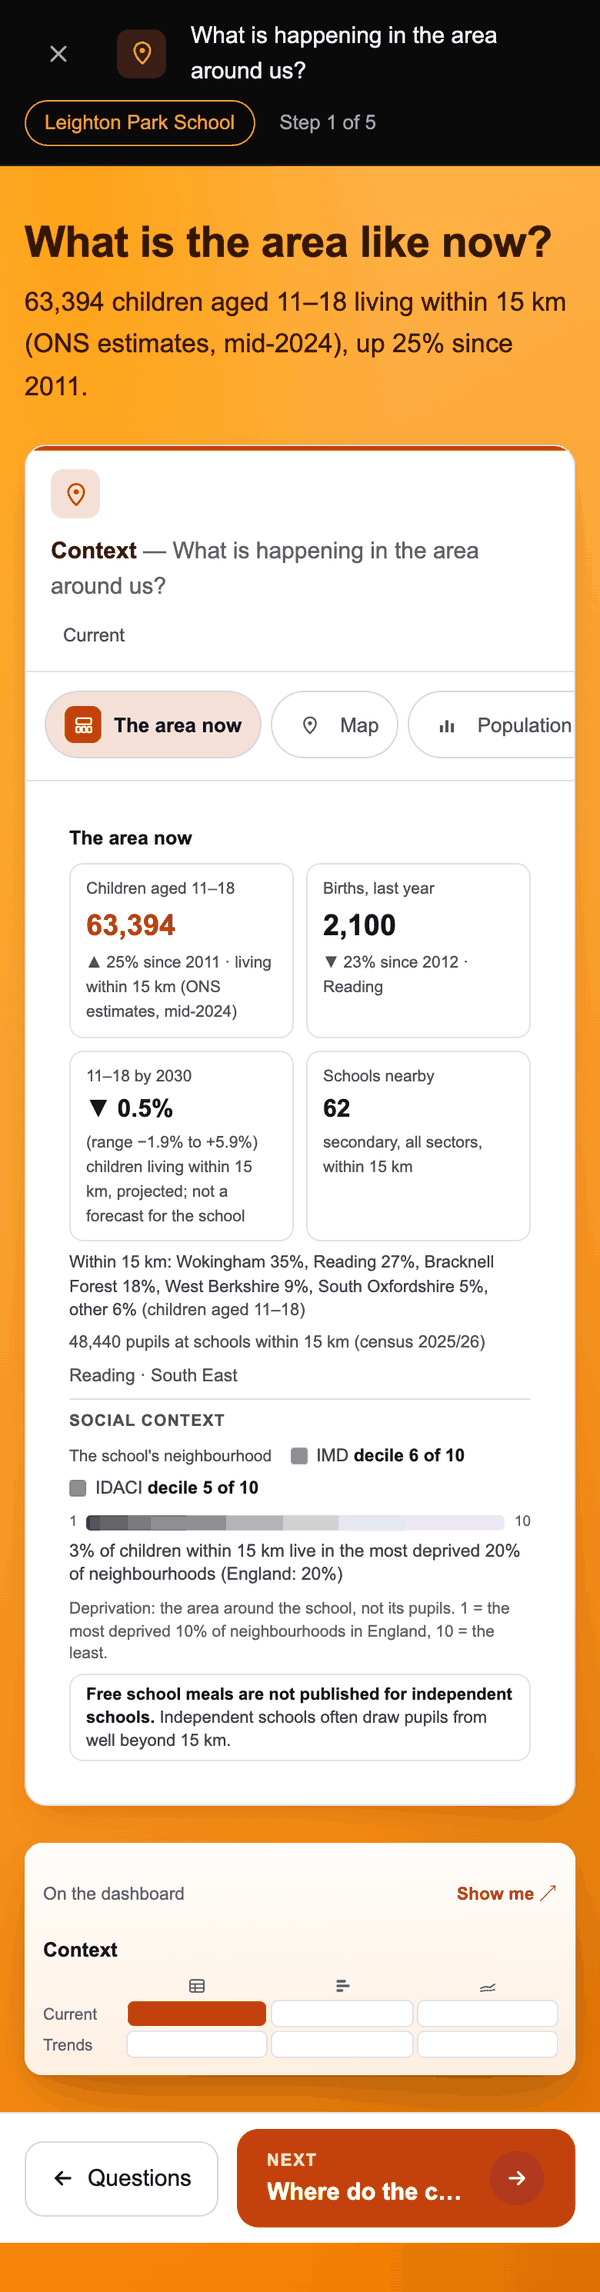 What is happening in the area
around us?
Leighton Park School
Step 1 of 5
What is the area like now?
63,394 children aged 11–18 living within 15 km
(ONS estimates, mid-2024), up 25% since
2011.
Context — What is happening in the area
around us?
Current
The area now
Map
Population
The area now
Children aged 11–18
63,394
▲ 25% since 2011 · living
within 15 km (ONS
estimates, mid-2024)
Births, last year
2,100
▼ 23% since 2012 ·
Reading
11–18 by 2030
▼ 0.5%
(range −1.9% to +5.9%)
children living within 15
km, projected; not a
forecast for the school
Schools nearby
62
secondary, all sectors,
within 15 km
Within 15 km: Wokingham 35%, Reading 27%, Bracknell
Forest 18%, West Berkshire 9%, South Oxfordshire 5%,
other 6% (children aged 11–18)
48,440 pupils at schools within 15 km (census 2025/26)
Reading · South East
SOCIAL CONTEXT
The school's neighbourhood IMD decile 6 of 10
IDACI decile 5 of 10
1 10
3% of children within 15 km live in the most deprived 20%
of neighbourhoods (England: 20%)
Deprivation: the area around the school, not its pupils. 1 = the
most deprived 10% of neighbourhoods in England, 10 = the
least.
Free school meals are not published for independent
schools. Independent schools often draw pupils from
well beyond 15 km.
On the dashboard
Show me ↗
Context
Current
Trends
← Questions
NEXT
Where do the c...
→